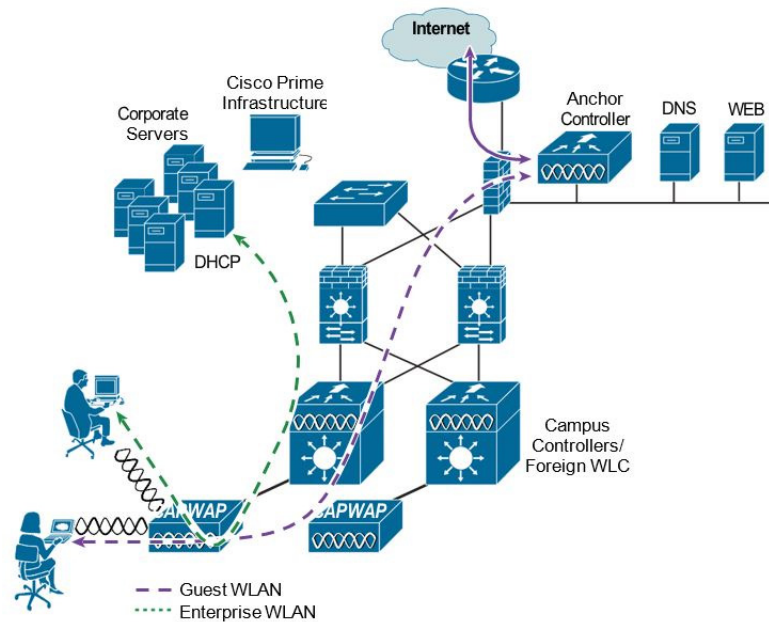 Internet
Cisco Prime
Infrastructure
Corporate
Servers
Anchor
Controller
DNS
WEB
DHCP
Campus
Controllers/
Foreign WLC
CAPWAP
CAPWAP
Guest WLAN
Enterprise WLAN